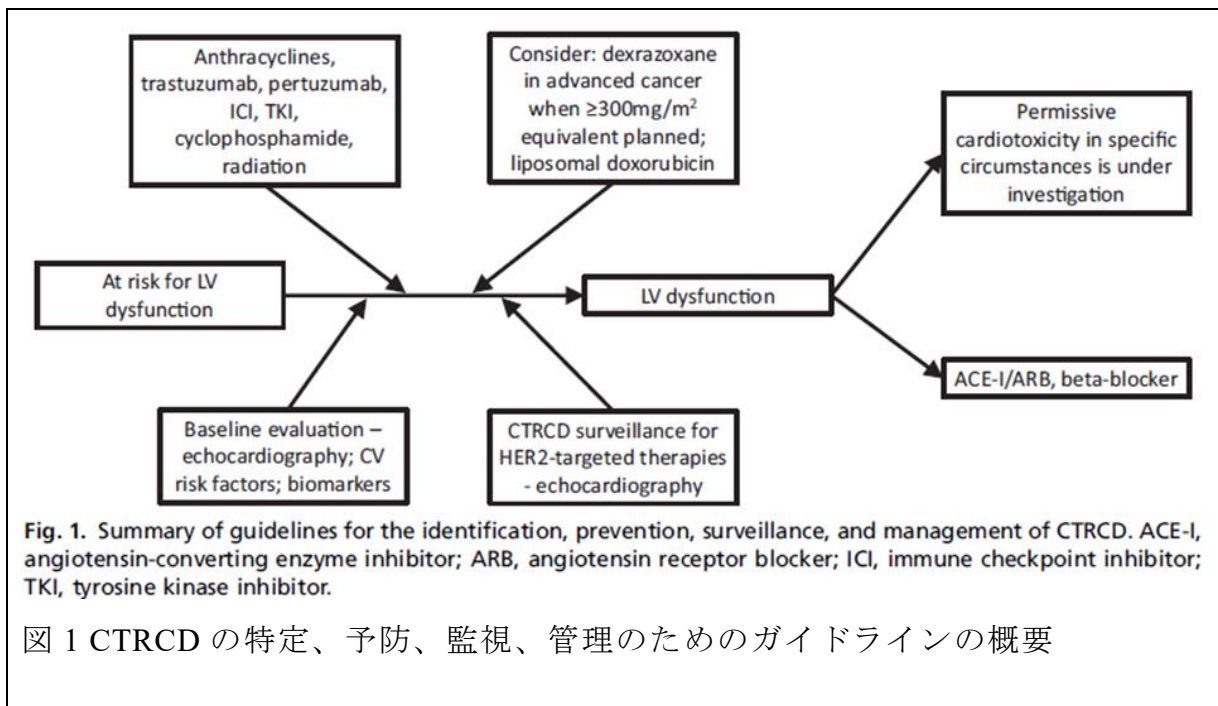 Anthracyclines,
trastuzumab, pertuzumab,
ICI, TKI,
cyclophosphamide,
radiation
Consider: dexrazoxane
in advanced cancer
when ≥300mg/m²
equivalent planned;
liposomal doxorubicin
Permissive
cardiotoxicity in specific
circumstances is under
investigation
At risk for LV
dysfunction
LV dysfunction
ACE-I/ARB, beta-blocker
Baseline evaluation –
echocardiography; CV
risk factors; biomarkers
CTRCD surveillance for
HER2-targeted therapies
- echocardiography
Fig. 1. Summary of guidelines for the identification, prevention, surveillance, and management of CTRCD. ACE-I,
angiotensin-converting enzyme inhibitor; ARB, angiotensin receptor blocker; ICI, immune checkpoint inhibitor;
TKI, tyrosine kinase inhibitor.
図 1 CTRCD の特定、予防、監視、管理のためのガイドラインの概要